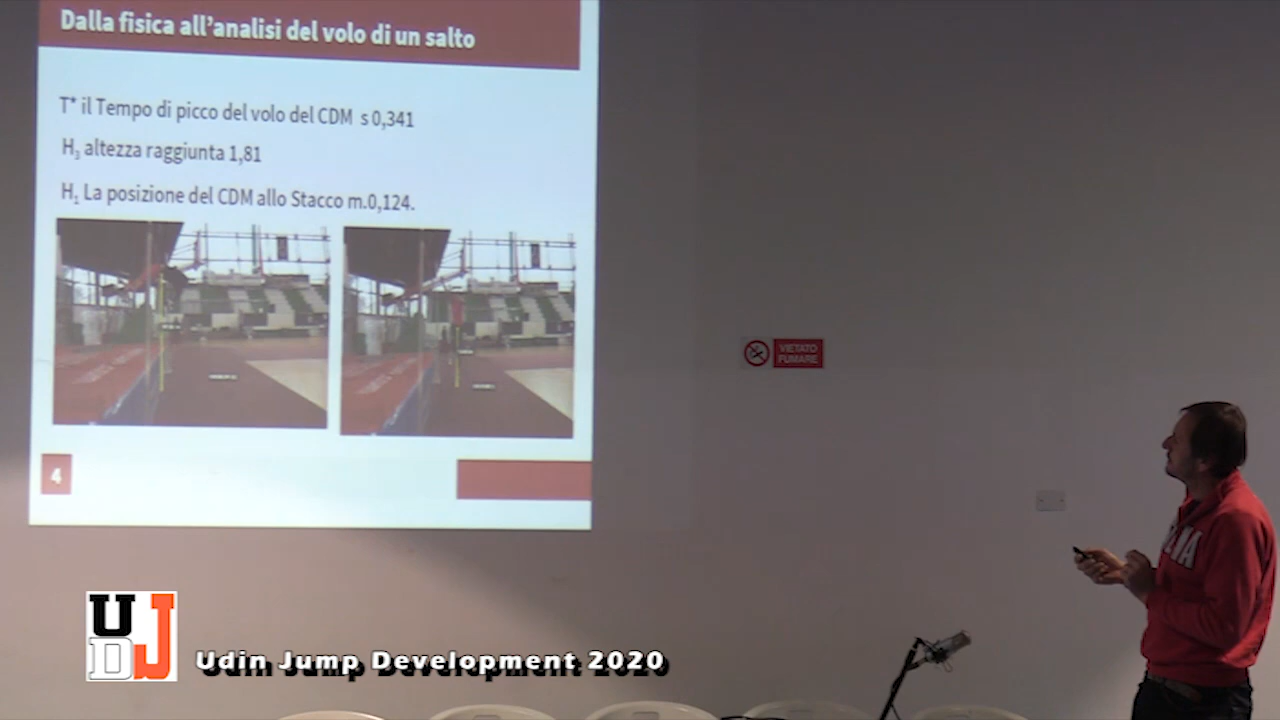 Dalla fisica all'analisi del volo di un salto
T* il Tempo di picco del volo del CDM s 0,341
H3 altezza raggiunta 1,81
H1 La posizione del CDM allo Stacco m.0,124.
4
VIETATO
FUMARE
UDJ
Udin Jump Development 2020